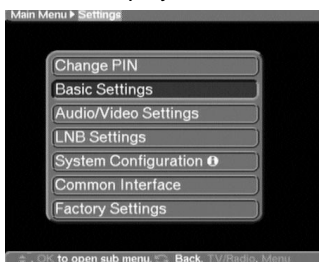 Main Menu Settings
Change PIN
Basic Settings
Audio/Video Settings
LNB Settings
System Configuration
Common Interface
Factory Settings
, OK to open sub menu, Back, TV/Radio, Menu